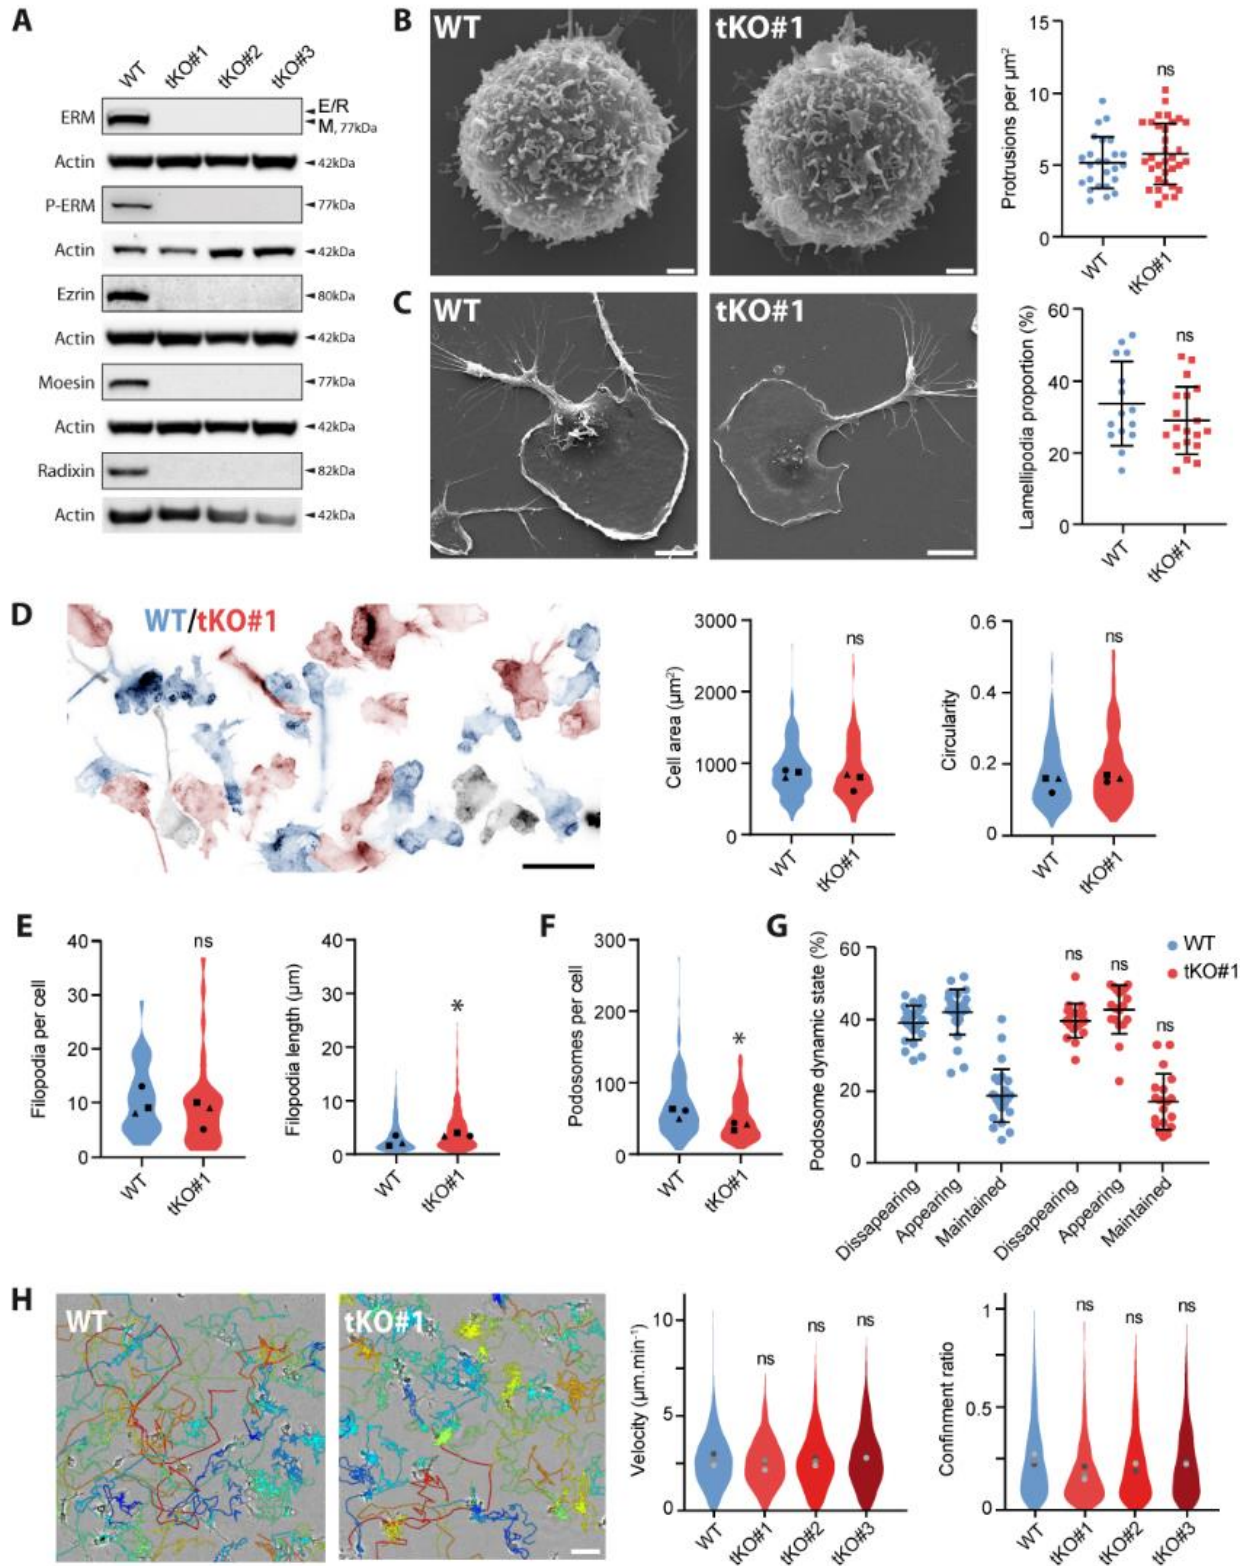 A
WT
tKO#1
tKO#2
tKO#3
ERM
E/R
M, 77kDa
Actin
42kDa
P-ERM
77kDa
Actin
42kDa
Ezrin
80kDa
Actin
42kDa
Moesin
77kDa
Actin
42kDa
Radixin
82kDa
Actin
42kDa
B
WT
tKO#1
Protrusions per µm²
15
10
5
0
ns
WT
tKO#1
C
WT
tKO#1
Lamellipodia proportion (%)
60
40
20
0
ns
WT
tKO#1
D
WT/tKO#1
Cell area (µm²)
3000
2000
1000
0
ns
WT
tKO#1
Circularity
0.6
0.4
0.2
0
ns
WT
tKO#1
E
Filopodia per cell
40
30
20
10
0
ns
WT
tKO#1
Filopodia length (µm)
40
30
20
10
0
*
WT
tKO#1
F
Podosomes per cell
300
200
100
0
*
WT
tKO#1
G
Podosome dynamic state (%)
60
40
20
0
WT
tKO#1
ns
ns
ns
Dissapearing
Appearing
Maintained
Dissapearing
Appearing
Maintained
H
WT
tKO#1
Velocity (µm.min⁻¹)
10
5
0
ns
ns
ns
WT
tKO#1
tKO#2
tKO#3
Confinment ratio
1
0.5
0
ns
ns
ns
WT
tKO#1
tKO#2
tKO#3